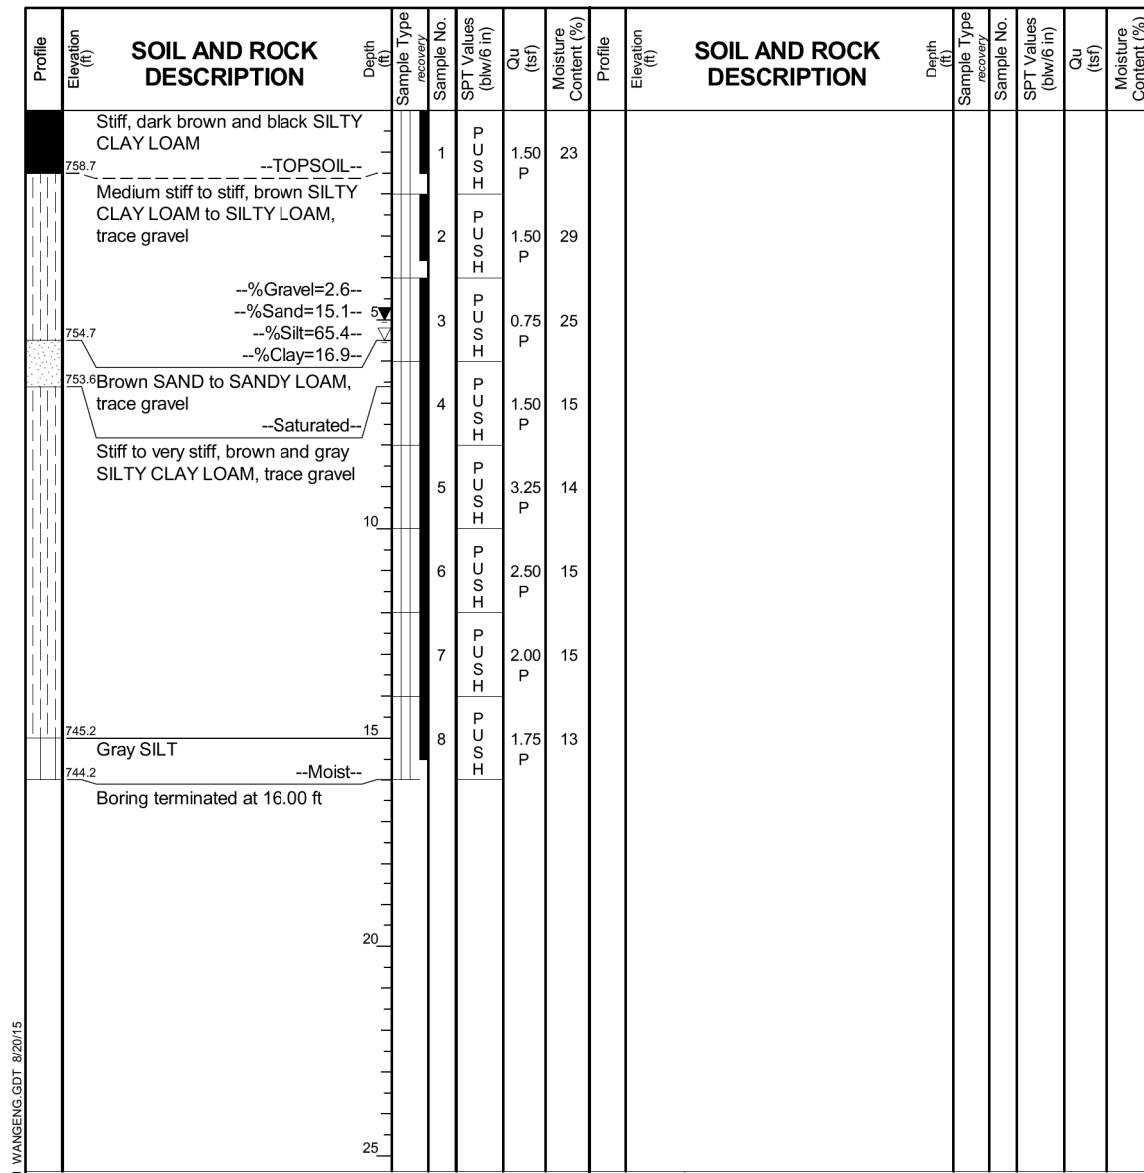 Profile
Elevation
(ft)
SOIL AND ROCK
DESCRIPTION
Depth
(ft)
Sample Type
recovery
Sample No.
SPT Values
(blw/6 in)
Qu
(tsf)
Moisture
Content (%)
Profile
Elevation
(ft)
SOIL AND ROCK
DESCRIPTION
Depth
(ft)
Sample Type
recovery
Sample No.
SPT Values
(blw/6 in)
Qu
(tsf)
Moisture
Content (%)
Stiff, dark brown and black SILTY
CLAY LOAM
758.7 --TOPSOIL--
1 PUSH 1.50 P 23
Medium stiff to stiff, brown SILTY
CLAY LOAM to SILTY LOAM,
trace gravel
2 PUSH 1.50 P 29
--%Gravel=2.6--
--%Sand=15.1-- 5
754.7 --%Silt=65.4--
--%Clay=16.9--
3 PUSH 0.75 P 25
753.6 Brown SAND to SANDY LOAM,
trace gravel
--Saturated--
4 PUSH 1.50 P 15
Stiff to very stiff, brown and gray
SILTY CLAY LOAM, trace gravel
5 PUSH 3.25 P 14
10
6 PUSH 2.50 P 15
7 PUSH 2.00 P 15
745.2 15
Gray SILT
8 PUSH 1.75 P 13
744.2 --Moist--
Boring terminated at 16.00 ft
20
25
WANGENG.GDT 8/20/15